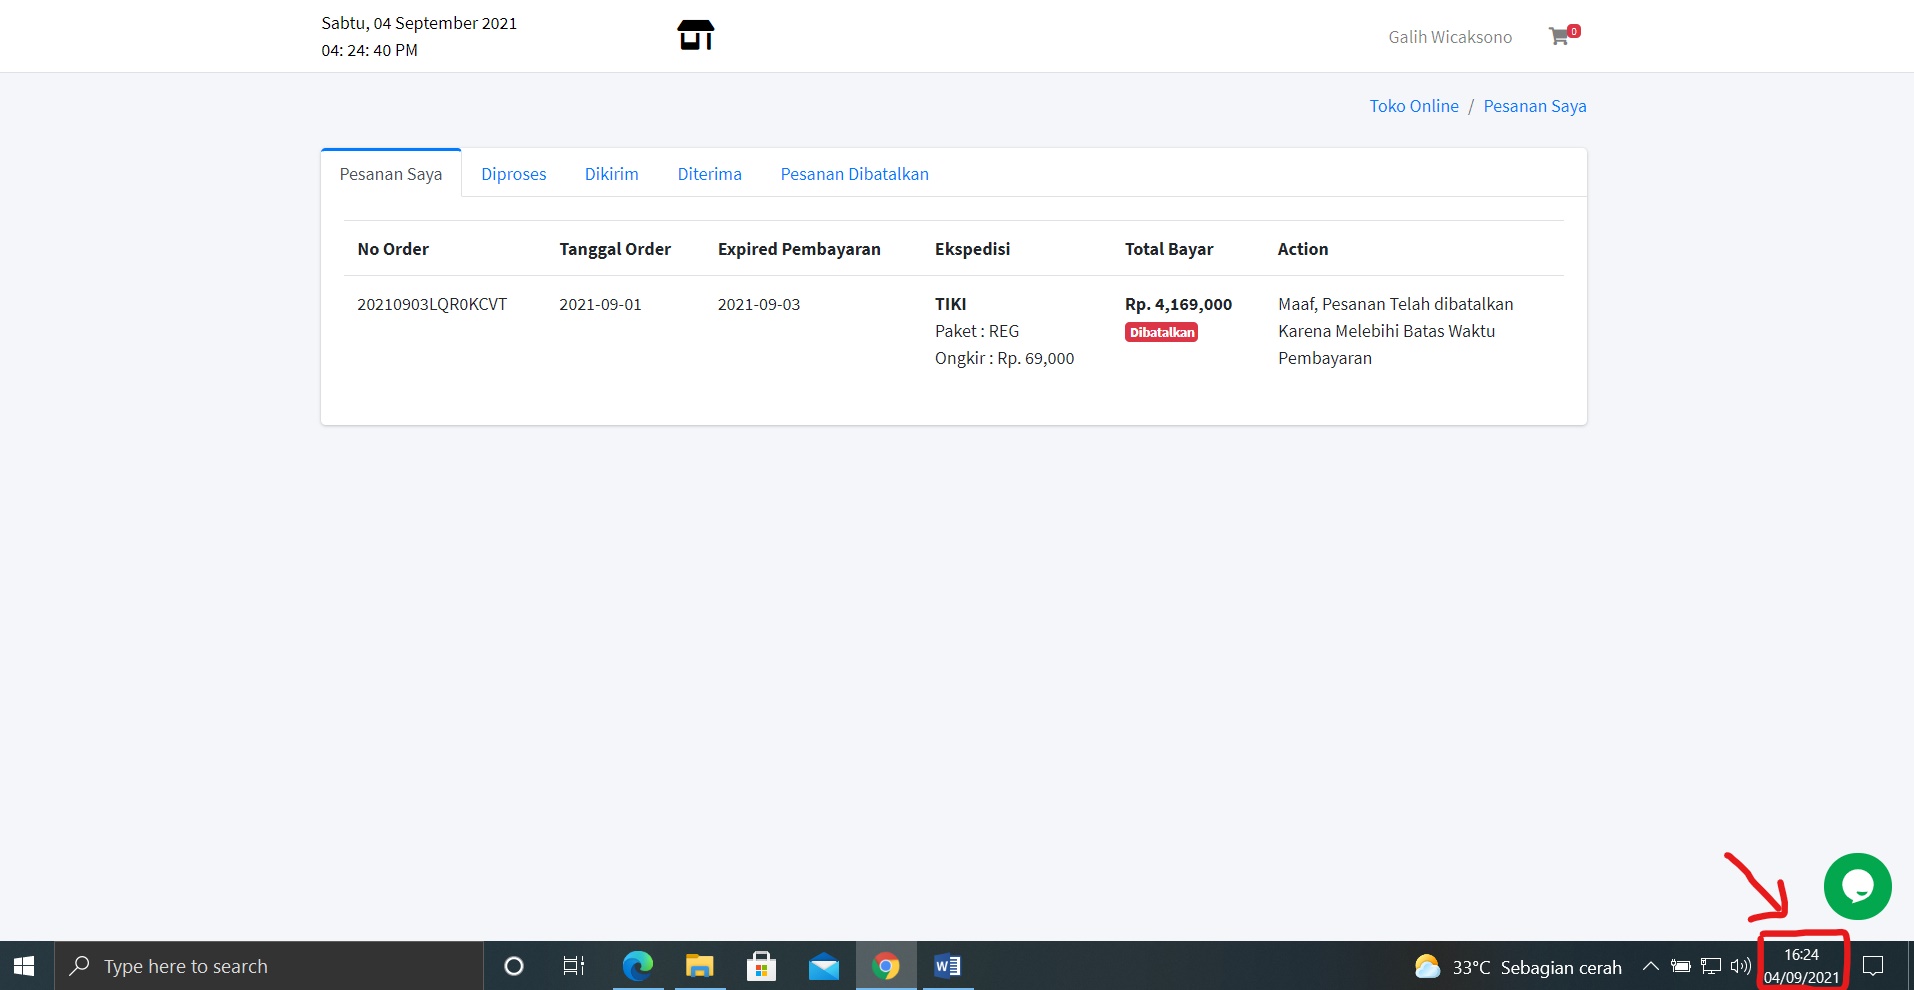 Sabtu, 04 September 2021
04: 24: 40 PM
Galih Wicaksono
0
Toko Online / Pesanan Saya
Pesanan Saya Diproses Dikirim Diterima Pesanan Dibatalkan
No Order Tanggal Order Expired Pembayaran Ekspedisi Total Bayar Action
20210903LQR0KCVT 2021-09-01 2021-09-03 TIKI Rp. 4,169,000 Maaf, Pesanan Telah dibatalkan
Paket : REG Dibatalkan Karena Melebihi Batas Waktu
Ongkir : Rp. 69,000 Pembayaran
Type here to search
W
33°C Sebagian cerah
16:24
04/09/2021